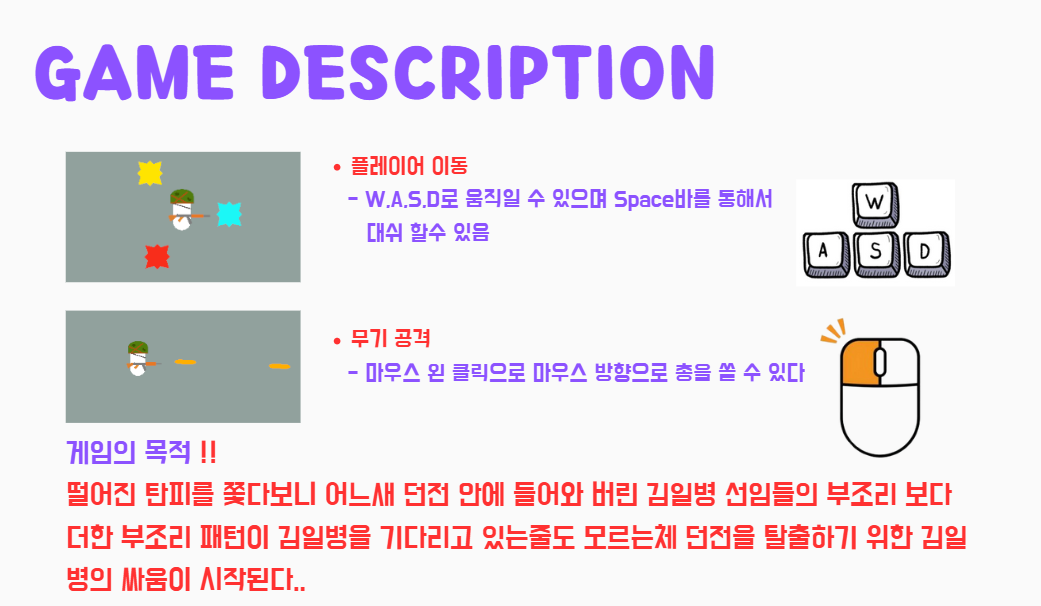 GAME DESCRIPTION
• 플레이어 이동
- W.A.S.D로 움직일 수 있으며 Space바를 통해서
대쉬 할수 있음
W
A S D
• 무기 공격
- 마우스 왼 클릭으로 마우스 방향으로 총을 쏠 수 있다
게임의 목적 !!
떨어진 탄피를 쫓다보니 어느새 던전 안에 들어와 버린 김일병 선임들의 부조리 보다
더한 부조리 패턴이 김일병을 기다리고 있는줄도 모르는체 던전을 탈출하기 위한 김일
병의 싸움이 시작된다..